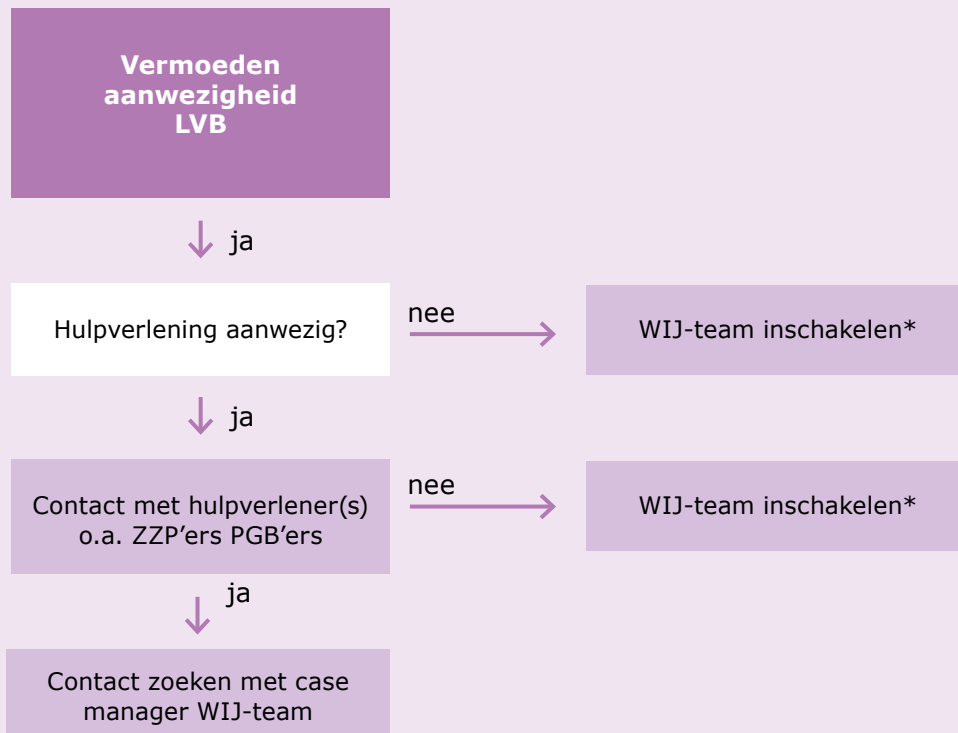 Vermoeden
aanwezigheid
LVB
ja
Hulpverlening aanwezig?
nee
WIJ-team inschakelen*
ja
Contact met hulpverlener(s)
o.a. ZZP’ers PGB’ers
nee
WIJ-team inschakelen*
ja
Contact zoeken met case
manager WIJ-team